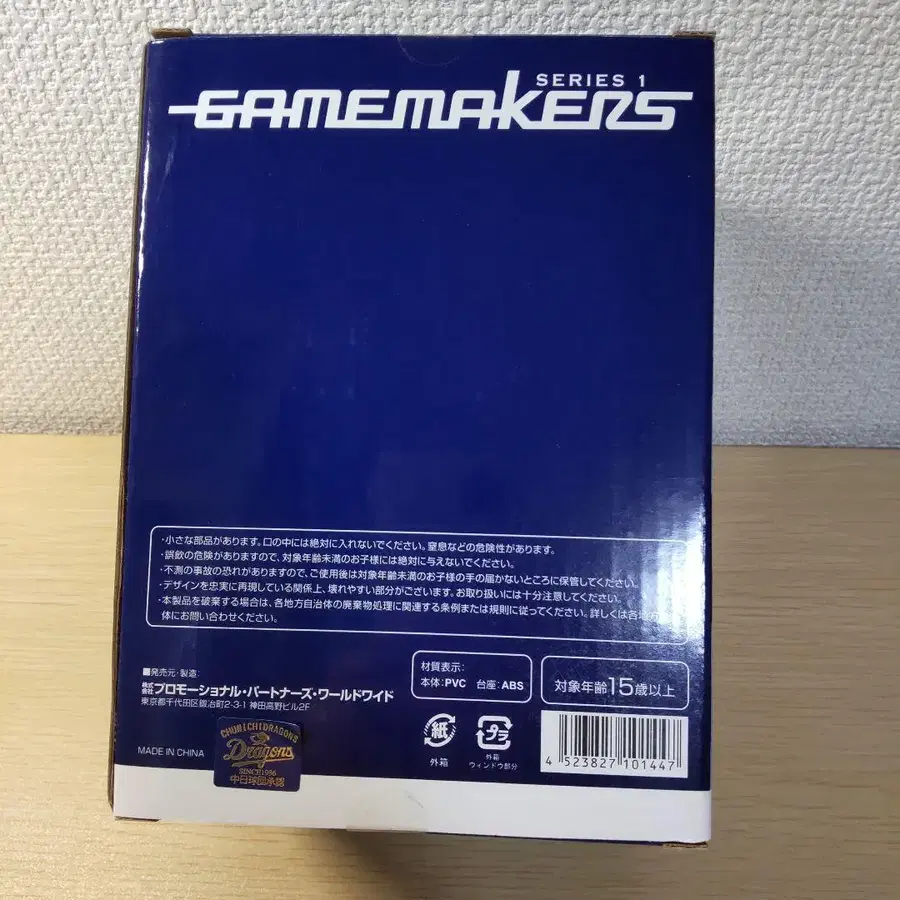 SERIES 1
GAMEMAKERS
・小さな部品があります。口の中には絶対に入れないでください。窒息などの危険性があります。
・誤飲の危険がありますので、対象年齢未満のお子様には絶対に与えないでください。
・不測の事故の恐れがありますので、ご使用後は対象年齢未満のお子様の手の届かないところに保管してください。
・デザインを忠実に再現している関係上、壊れやすい部分がございます。お取り扱いには十分注意してください。
・本製品を破棄する場合は、各地方自治体の廃棄物処理に関連する条例または規則に従ってください。詳しくは各地方
体にお問い合わせください。
■発売元・製造:
株式会社プロモーショナル・パートナーズ・ワールドワイド
東京都千代田区鍛冶町2-3-1 神田高野ビル2F
材質表示:
本体:PVC 台座:ABS
対象年齢15歳以上
MADE IN CHINA
CHUNICHI DRAGONS
Dragons
SINCE1936
中日球団承認
紙
外箱
プラ
外箱
ウィンドウ部分
4 523827 101447